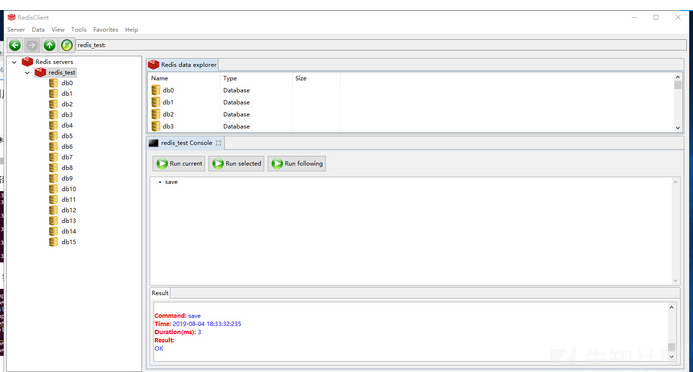 RedisClient
Server Data View Tools Favorites Help
redis_test:
Redis servers
redis_test
db0
db1
db2
db3
db4
db5
db6
db7
db8
db9
db10
db11
db12
db13
db14
db15
Redis data explorer
Name Type Size
db0 Database
db1 Database
db2 Database
db3 Database
redis_test Console
Run current Run selected Run following
• save
Result
Command: save
Time: 2019-08-04 18:33:32:235
Duration(ms): 3
Result:
OK